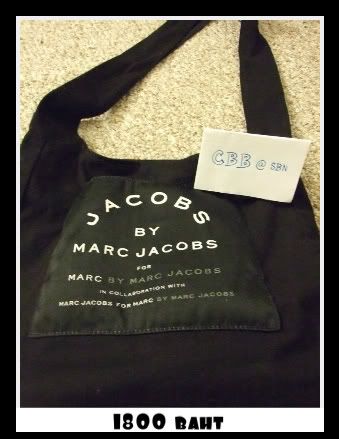 CBB @ SBN
JACOBS
BY
MARC JACOBS
FOR
MARC BY MARC JACOBS
IN COLLABORATION WITH
MARC JACOBS FOR MARC BY MARC JACOBS
1800 BAHT